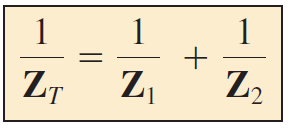 1/Z_T = 1/Z_1 + 1/Z_2